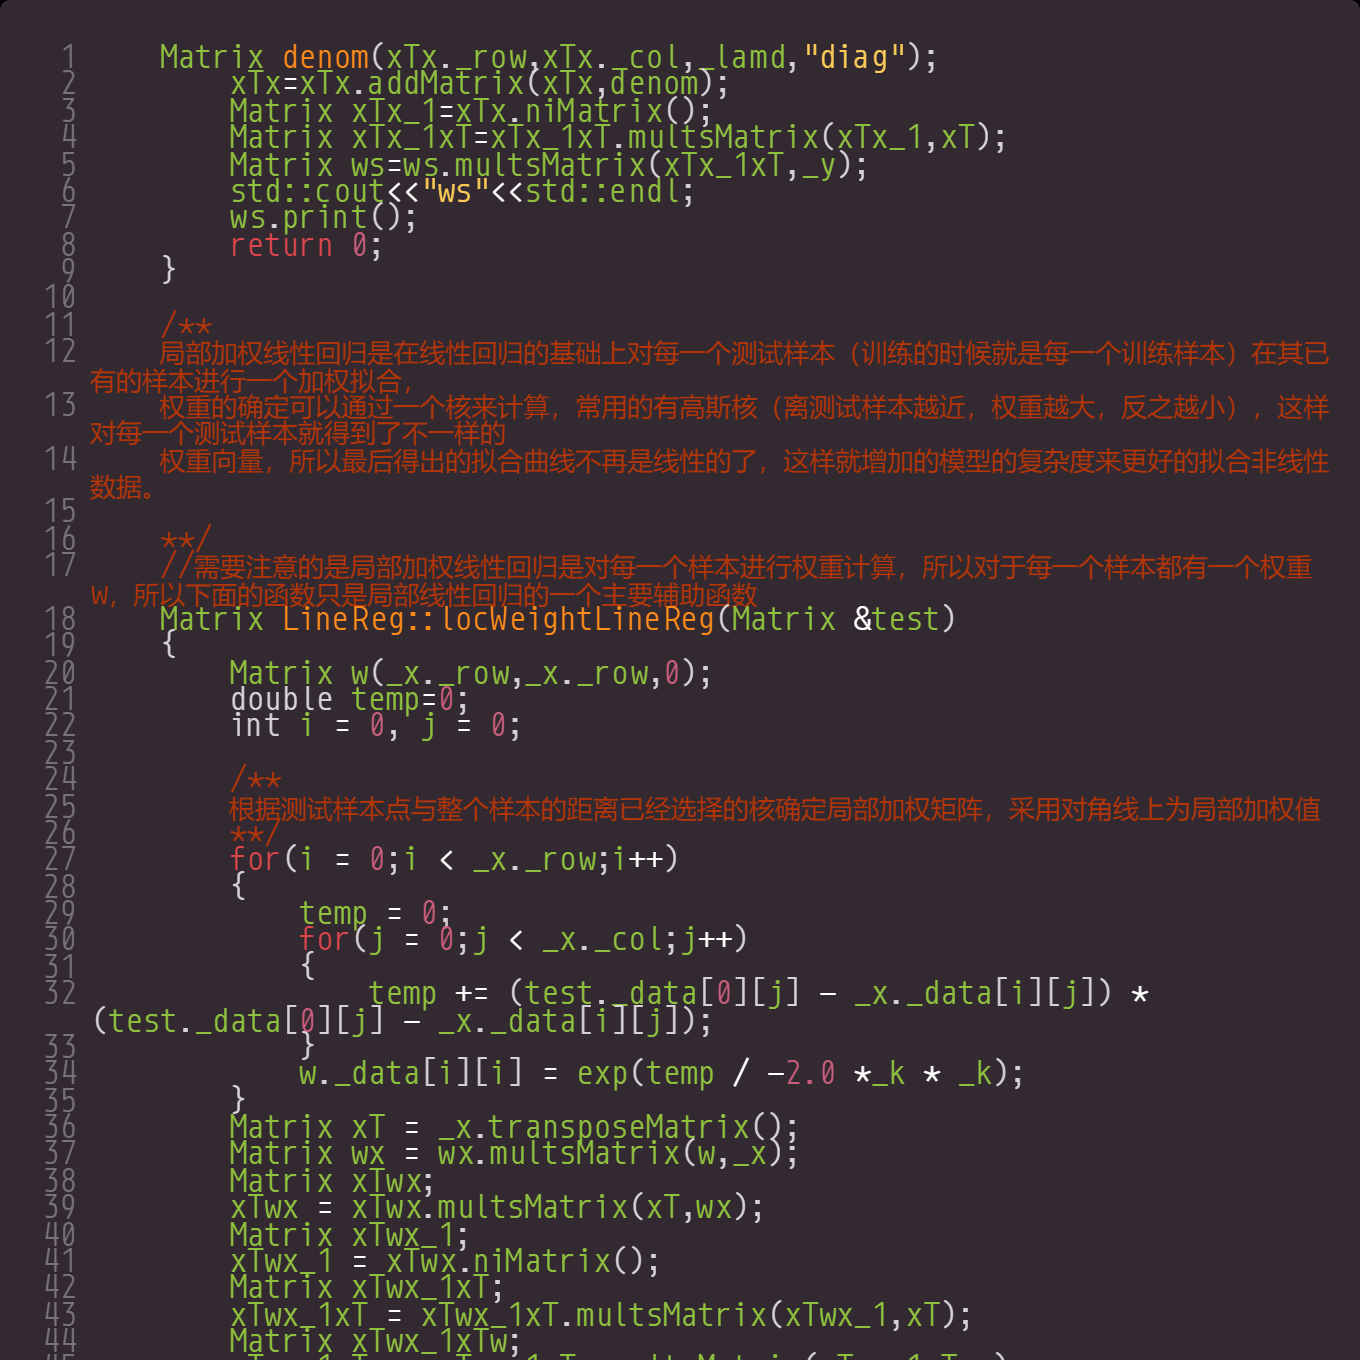 1 Matrix denom(xTx._row,xTx._col,_lamd,"diag");
2 xTx=xTx.addMatrix(xTx,denom);
3 Matrix xTx_1=xTx.niMatrix();
4 Matrix xTx_1xT=xTx_1xT.multsMatrix(xTx_1,xT);
5 Matrix ws=ws.multsMatrix(xTx_1xT,_y);
6 std::cout<<"ws"<<std::endl;
7 ws.print();
8 return 0;
9 }
10
11 /**
12 局部加权线性回归是在线性回归的基础上对每一个测试样本（训练的时候就是每一个训练样本）在其已
有的样本进行一个加权拟合，
13 权重的确定可以通过一个核来计算，常用的有高斯核（离测试样本越近，权重越大，反之越小），这样
对每一个测试样本就得到了不一样的
14 权重向量，所以最后得出的拟合曲线不再是线性的了，这样就增加的模型的复杂度来更好的拟合非线性
数据。
15
16 **/
17 //需要注意的是局部加权线性回归是对每一个样本进行权重计算，所以对于每一个样本都有一个权重
w，所以下面的函数只是局部线性回归的一个主要辅助函数
18 Matrix LineReg::locWeightLineReg(Matrix &test)
19 {
20 Matrix w(_x._row,_x._row,0);
21 double temp=0;
22 int i = 0, j = 0;
23
24 /**
25 根据测试样本点与整个样本的距离已经选择的核确定局部加权矩阵，采用对角线上为局部加权值
26 **/
27 for(i = 0;i < _x._row;i++)
28 {
29 temp = 0;
30 for(j = 0;j < _x._col;j++)
31 {
32 temp += (test._data[0][j] - _x._data[i][j]) *
(test._data[0][j] - _x._data[i][j]);
33 }
34 w._data[i][i] = exp(temp / -2.0 *_k * _k);
35 }
36 Matrix xT = _x.transposeMatrix();
37 Matrix wx = wx.multsMatrix(w,_x);
38 Matrix xTwx;
39 xTwx = xTwx.multsMatrix(xT,wx);
40 Matrix xTwx_1;
41 xTwx_1 = xTwx.niMatrix();
42 Matrix xTwx_1xT;
43 xTwx_1xT = xTwx_1xT.multsMatrix(xTwx_1,xT);
44 Matrix xTwx_1xTw;